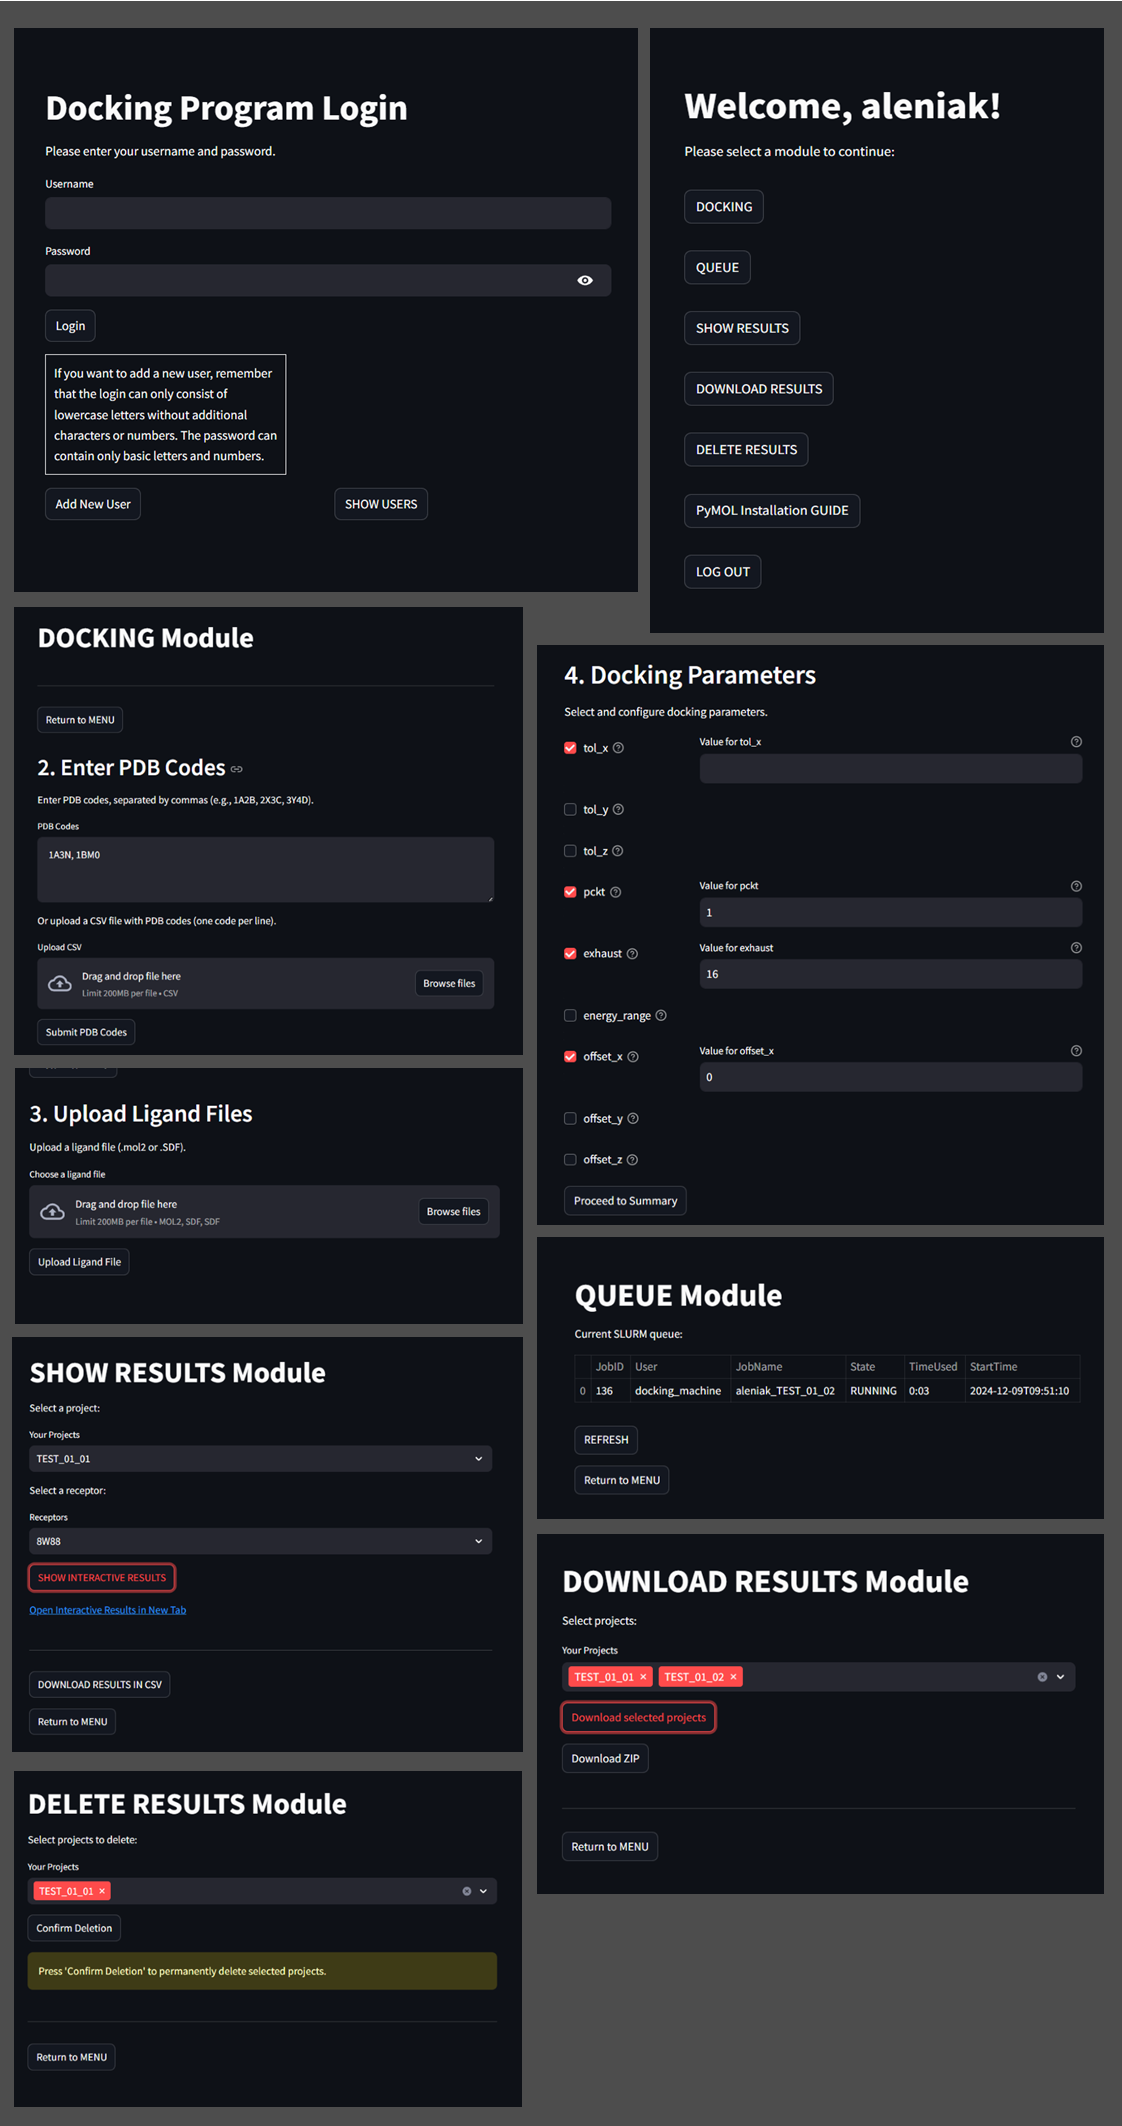 Docking Program Login
Please enter your username and password.
Username
Password
Login
If you want to add a new user, remember
that the login can only consist of
lowercase letters without additional
characters or numbers. The password can
contain only basic letters and numbers.
Add New User
SHOW USERS
Welcome, aleniak!
Please select a module to continue:
DOCKING
QUEUE
SHOW RESULTS
DOWNLOAD RESULTS
DELETE RESULTS
PyMOL Installation GUIDE
LOG OUT
DOCKING Module
Return to MENU
2. Enter PDB Codes
Enter PDB codes, separated by commas (e.g., 1A2B, 2X3C, 3Y4D).
PDB Codes
1A3N, 1BM0
Or upload a CSV file with PDB codes (one code per line).
Upload CSV
Drag and drop file here
Limit 200MB per file • CSV
Browse files
Submit PDB Codes
3. Upload Ligand Files
Upload a ligand file (.mol2 or .SDF).
Choose a ligand file
Drag and drop file here
Limit 200MB per file • MOL2, SDF, SDF
Browse files
Upload Ligand File
4. Docking Parameters
Select and configure docking parameters.
tol_x
Value for tol_x
tol_y
tol_z
pckt
Value for pckt
1
exhaust
Value for exhaust
16
energy_range
offset_x
Value for offset_x
0
offset_y
offset_z
Proceed to Summary
QUEUE Module
Current SLURM queue:
JobID User JobName State TimeUsed StartTime
0 136 docking_machine aleniak_TEST_01_02 RUNNING 0:03 2024-12-09T09:51:10
REFRESH
Return to MENU
SHOW RESULTS Module
Select a project:
Your Projects
TEST_01_01
Select a receptor:
Receptors
8W88
SHOW INTERACTIVE RESULTS
Open Interactive Results in New Tab
DOWNLOAD RESULTS IN CSV
Return to MENU
DOWNLOAD RESULTS Module
Select projects:
Your Projects
TEST_01_01 × TEST_01_02 ×
Download selected projects
Download ZIP
Return to MENU
DELETE RESULTS Module
Select projects to delete:
Your Projects
TEST_01_01 ×
Confirm Deletion
Press 'Confirm Deletion' to permanently delete selected projects.
Return to MENU